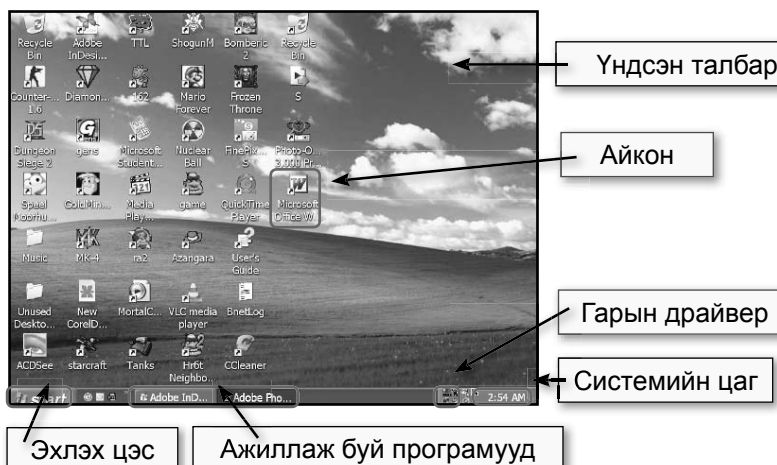 Recycle Bin
Adobe InDesi...
TTL
ShogunM
Bomberic 2
Recycle Bin
Counter-... 1.6
Diamon...
162
Mario Forever
Frozen Throne
S
Dungeon Siege 2
gens
Microsoft Student...
Nuclear Ball
FinePix... S
Photo-O... 3,000 Pr...
Speel Moorhu...
GoldMin...
Media Play...
game
QuickTime Player
Microsoft Office W...
Music
MK-4
ra2
Azangara
User's Guide
Unused Deskto...
New CorelD...
MortalC...
VLC media player
BnetLog
ACDSee
starcraft
Tanks
Hr6t Neighbo...
CCleaner
start
Adobe InD...
Adobe Pho...
2:54 AM
Үндсэн талбар
Айкон
Гарын драйвер
Системийн цаг
Эхлэх цэс
Ажиллаж буй програмууд